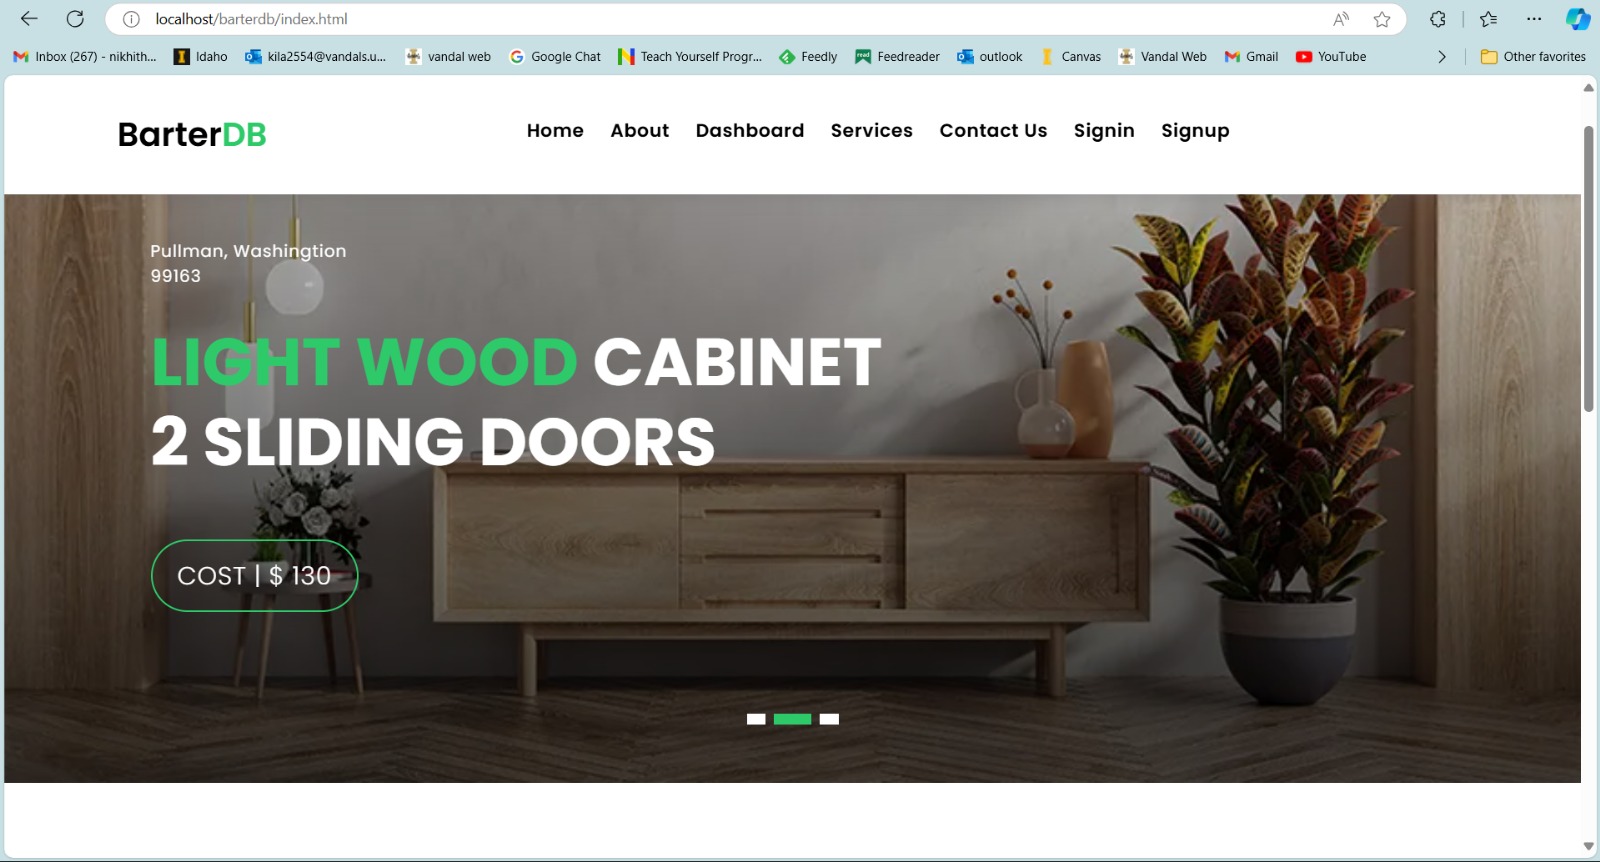 localhost/barterdb/index.html
Inbox (267) - nikhith... Idaho kila2554@vandals.u... vandal web Google Chat Teach Yourself Progr... Feedly Feedreader outlook Canvas Vandal Web Gmail YouTube Other favorites
BarterDB Home About Dashboard Services Contact Us Signin Signup
Pullman, Washingtion
99163
LIGHT WOOD CABINET
2 SLIDING DOORS
COST | $ 130